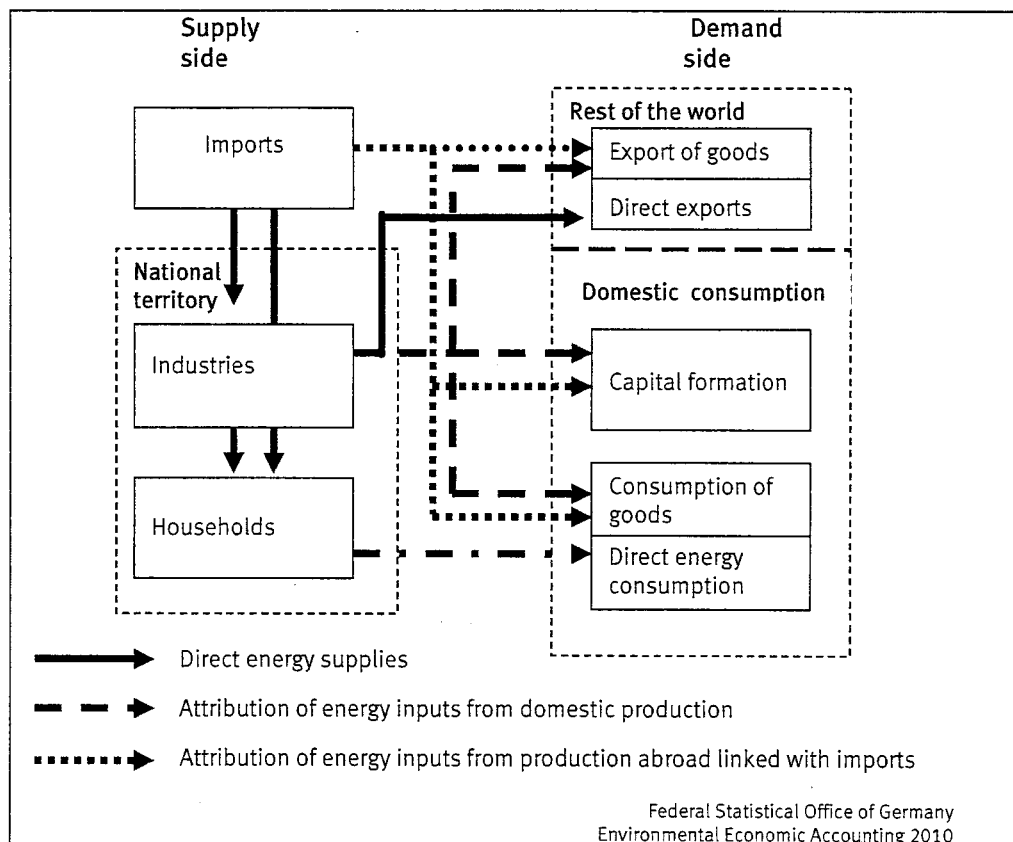 Supply
side
Demand
side
Imports
Rest of the world
Export of goods
Direct exports
National
territory
Domestic consumption
Industries
Capital formation
Households
Consumption of
goods
Direct energy
consumption
Direct energy supplies
Attribution of energy inputs from domestic production
Attribution of energy inputs from production abroad linked with imports
Federal Statistical Office of Germany
Environmental Economic Accounting 2010